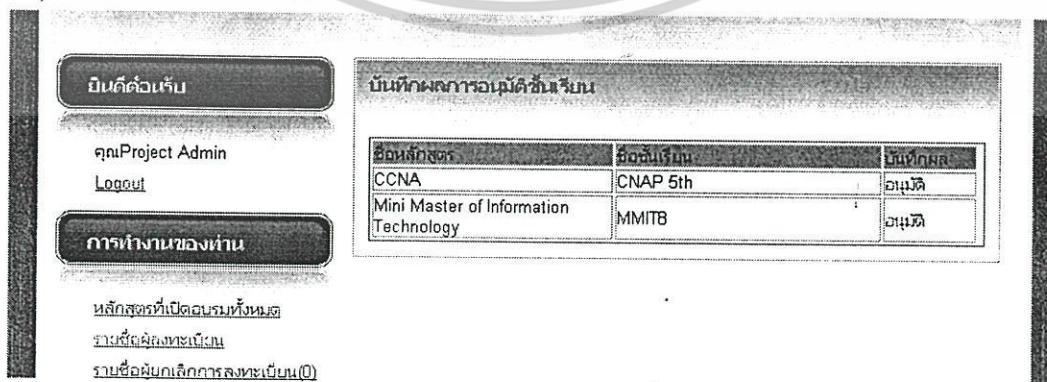 ยินดีต้อนรับ
คุณProject Admin
Logout
การทำงานของท่าน
หลักสูตรที่เปิดอบรมทั้งหมด
รายชื่อผู้ลงทะเบียน
รายชื่อผู้ยกเลิกการลงทะเบียน(0)
บันทึกผลการอนุมัติชั้นเรียน
ชื่อหลักสูตร ชื่อชั้นเรียน บันทึกผล
CCNA CNAP 5th อนุมัติ
Mini Master of Information
Technology MMIT8 อนุมัติ